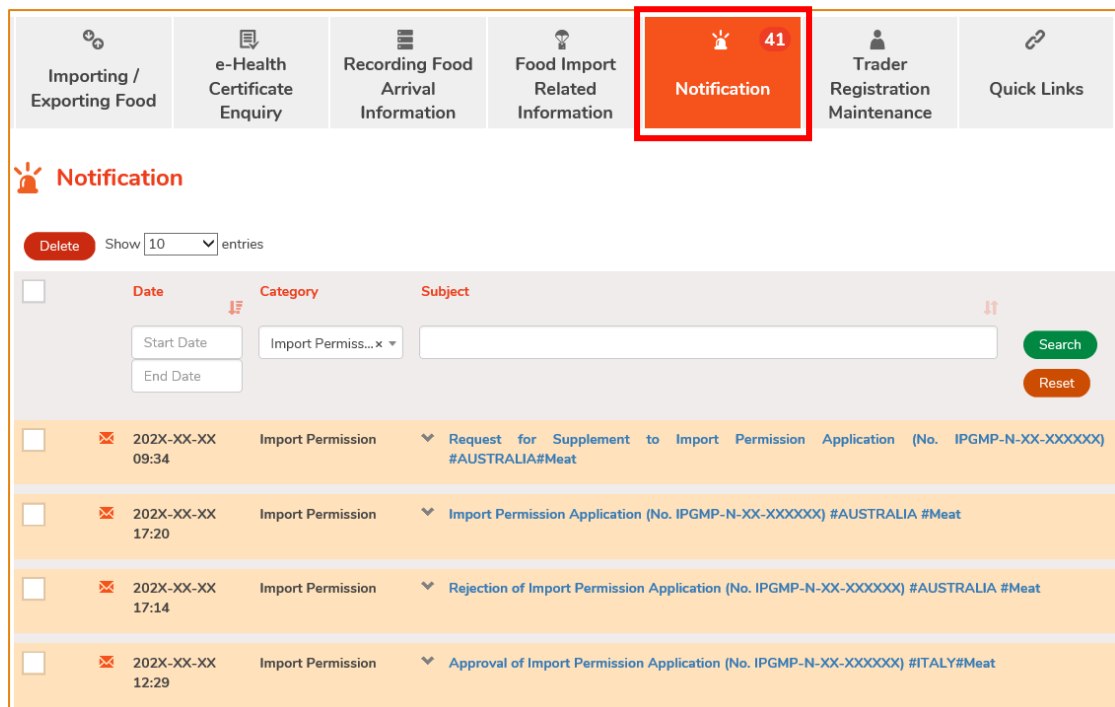 Importing /
Exporting Food
e-Health
Certificate
Enquiry
Recording Food
Arrival
Information
Food Import
Related
Information
41
Notification
Trader
Registration
Maintenance
Quick Links
Notification
Delete Show 10 entries
Date Category Subject
Start Date Import Permiss...× Search
End Date Reset
202X-XX-XX Import Permission Request for Supplement to Import Permission Application (No. IPGMP-N-XX-XXXXXX)
09:34 #AUSTRALIA#Meat
202X-XX-XX Import Permission Import Permission Application (No. IPGMP-N-XX-XXXXXX) #AUSTRALIA #Meat
17:20
202X-XX-XX Import Permission Rejection of Import Permission Application (No. IPGMP-N-XX-XXXXXX) #AUSTRALIA #Meat
17:14
202X-XX-XX Import Permission Approval of Import Permission Application (No. IPGMP-N-XX-XXXXXX) #ITALY#Meat
12:29